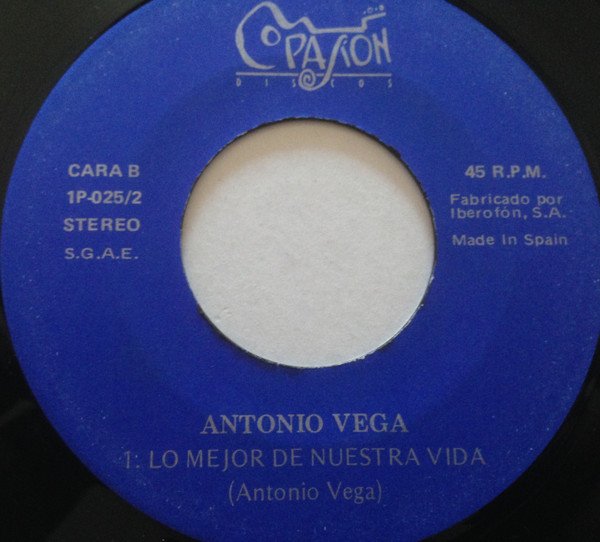 PASIÓN
DISCOS
CARA B
1P-025/2
STEREO
S.G.A.E.
45 R.P.M.
Fabricado por
Iberofón, S.A.
Made In Spain
ANTONIO VEGA
1: LO MEJOR DE NUESTRA VIDA
(Antonio Vega)